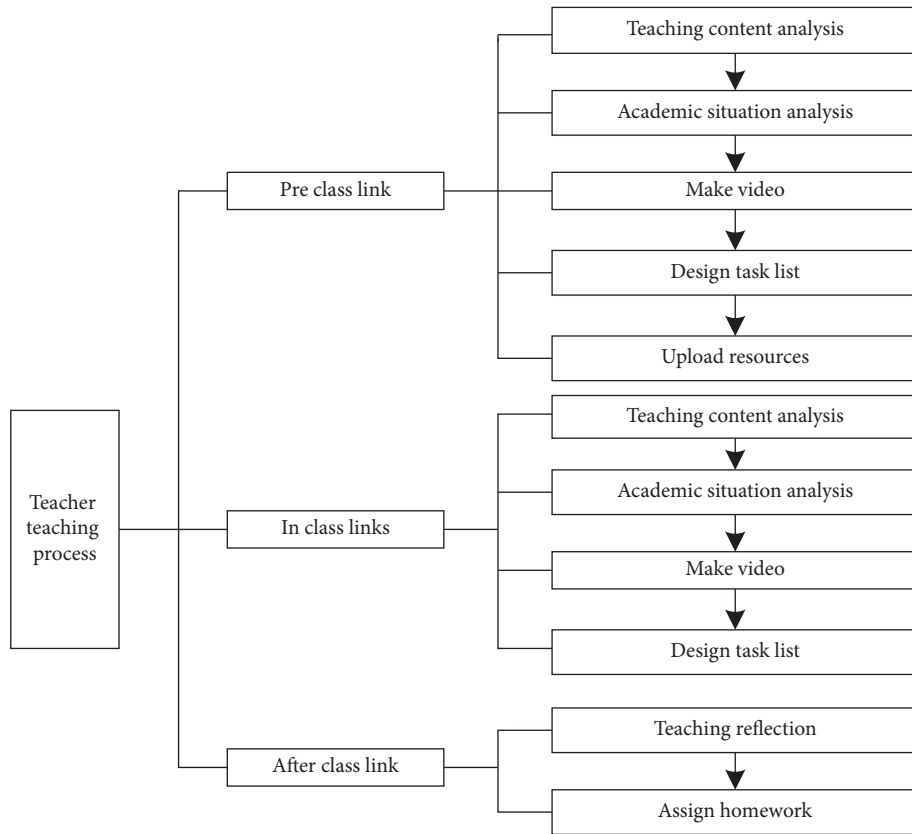 Teacher
teaching
process
Pre class link
Teaching content analysis
Academic situation analysis
Make video
Design task list
Upload resources
In class links
Teaching content analysis
Academic situation analysis
Make video
Design task list
After class link
Teaching reflection
Assign homework